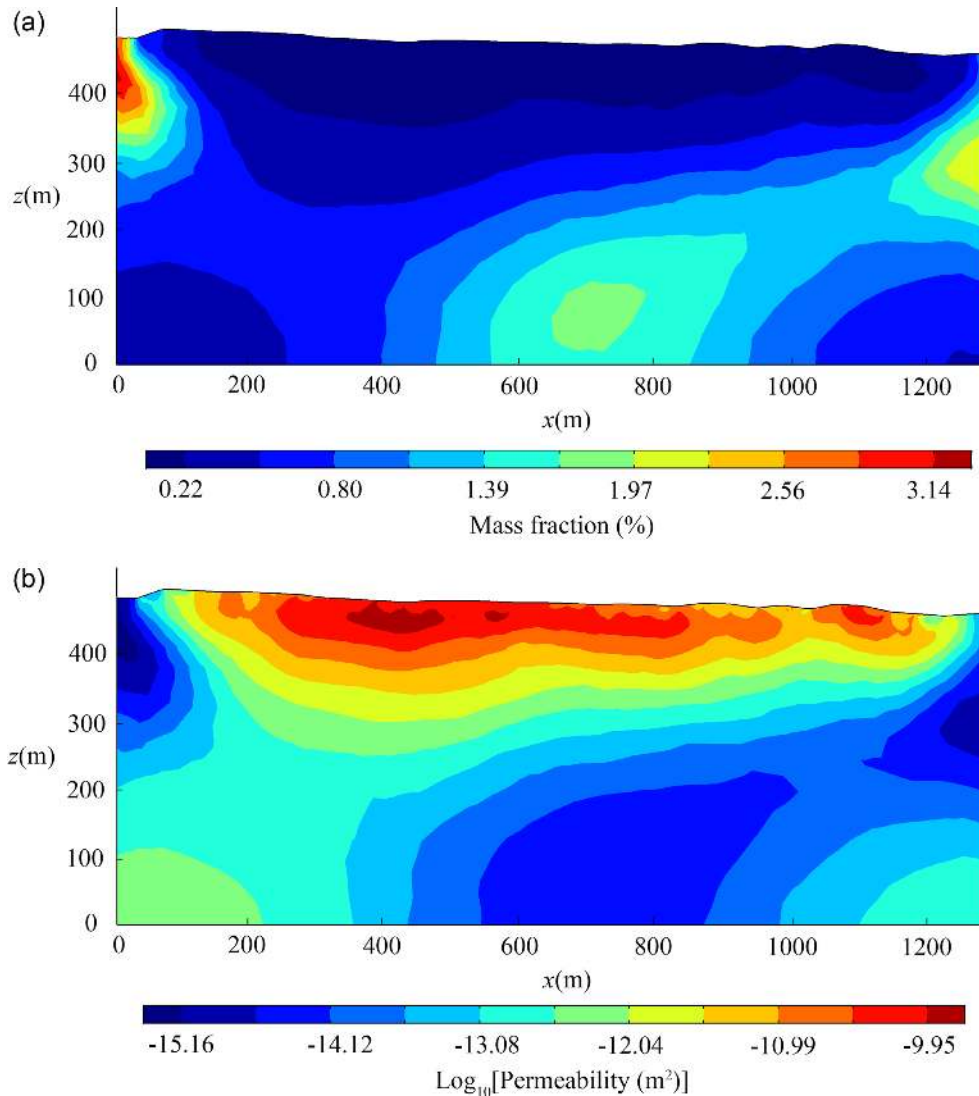 (a)
400
300
z(m)
200
100
0
0 200 400 600 800 1000 1200
x(m)
0.22 0.80 1.39 1.97 2.56 3.14
Mass fraction (%)
(b)
400
300
z(m)
200
100
0
0 200 400 600 800 1000 1200
x(m)
-15.16 -14.12 -13.08 -12.04 -10.99 -9.95
Log₁₀[Permeability (m²)]